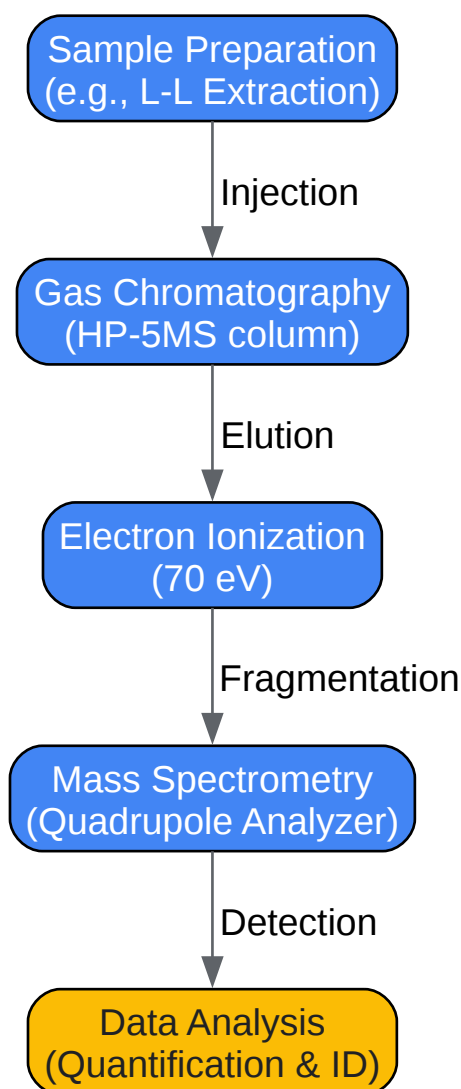 Sample Preparation
(e.g., L-L Extraction)
Injection
Gas Chromatography
(HP-5MS column)
Elution
Electron Ionization
(70 eV)
Fragmentation
Mass Spectrometry
(Quadrupole Analyzer)
Detection
Data Analysis
(Quantification & ID)